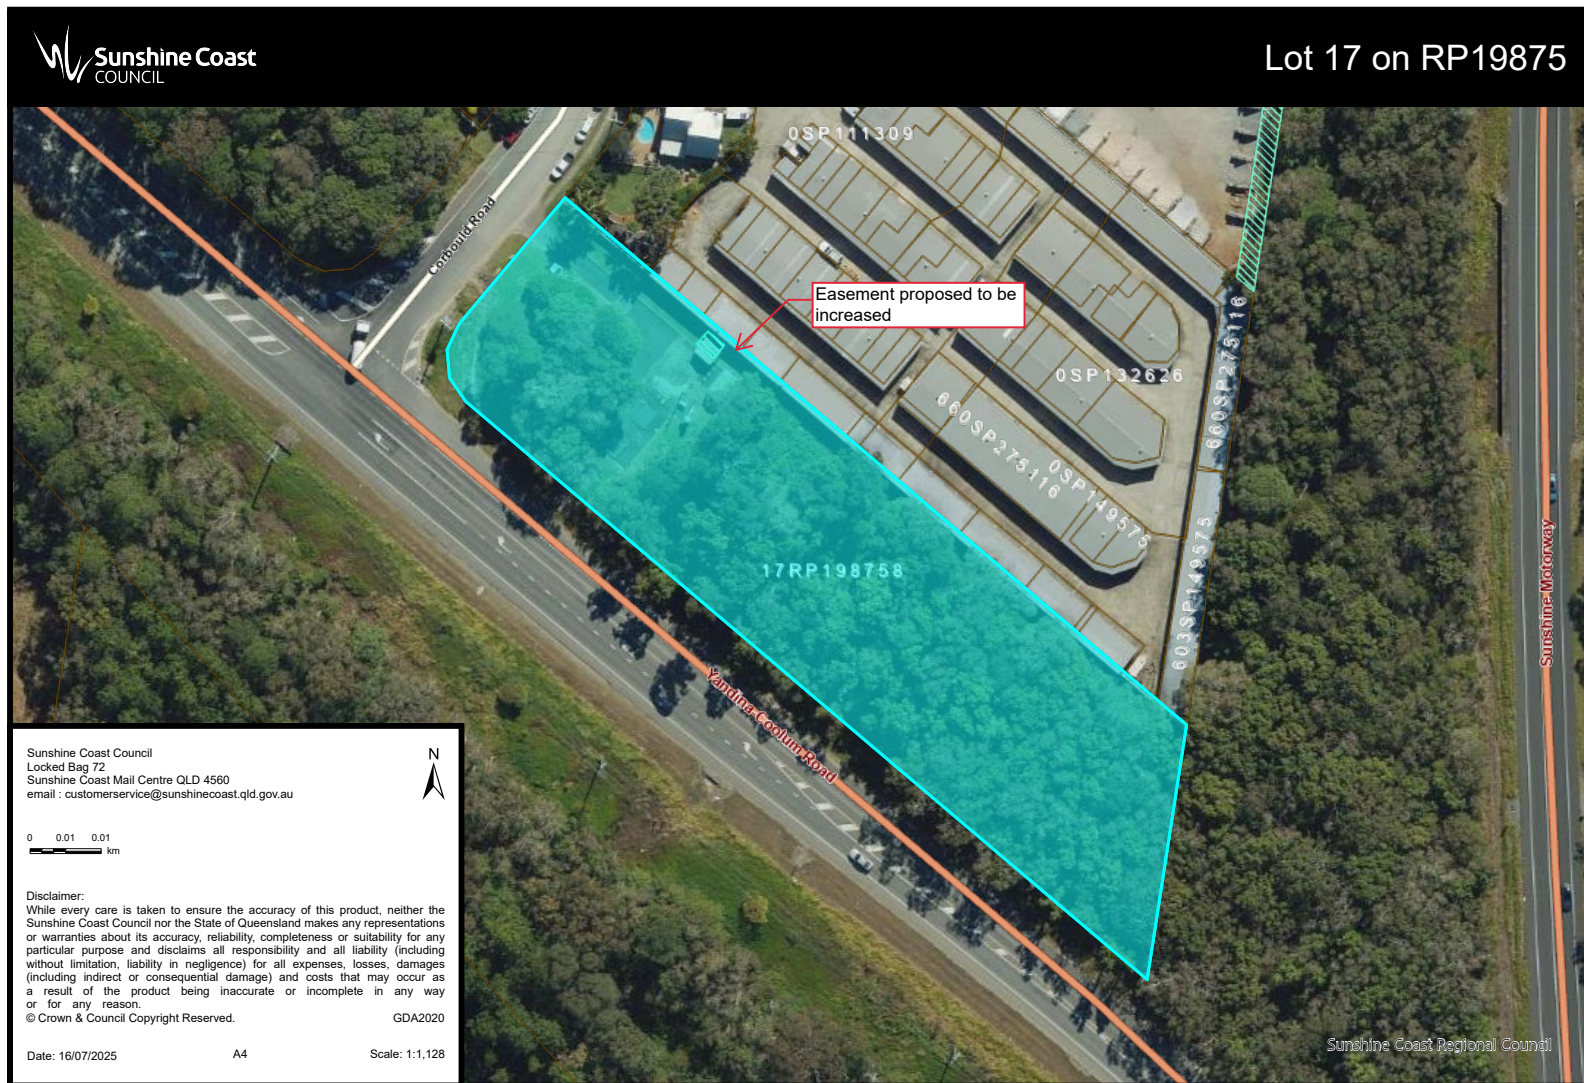 Sunshine Coast
COUNCIL
Lot 17 on RP19875
0SP111309
Corbould Road
Easement proposed to be
increased
660SP275116
0SP132626
660SP275116
0SP149575
603SP149575
17RP198758
Sunshine Motorway
Yandina Coolum Road
Sunshine Coast Council
Locked Bag 72
Sunshine Coast Mail Centre QLD 4560
email : customerservice@sunshinecoast.qld.gov.au
N
0 0.01 0.01
km
Disclaimer:
While every care is taken to ensure the accuracy of this product, neither the
Sunshine Coast Council nor the State of Queensland makes any representations
or warranties about its accuracy, reliability, completeness or suitability for any
particular purpose and disclaims all responsibility and all liability (including
without limitation, liability in negligence) for all expenses, losses, damages
(including indirect or consequential damage) and costs that may occur as
a result of the product being inaccurate or incomplete in any way
or for any reason.
© Crown & Council Copyright Reserved. GDA2020
Date: 16/07/2025 A4 Scale: 1:1,128
Sunshine Coast Regional Council